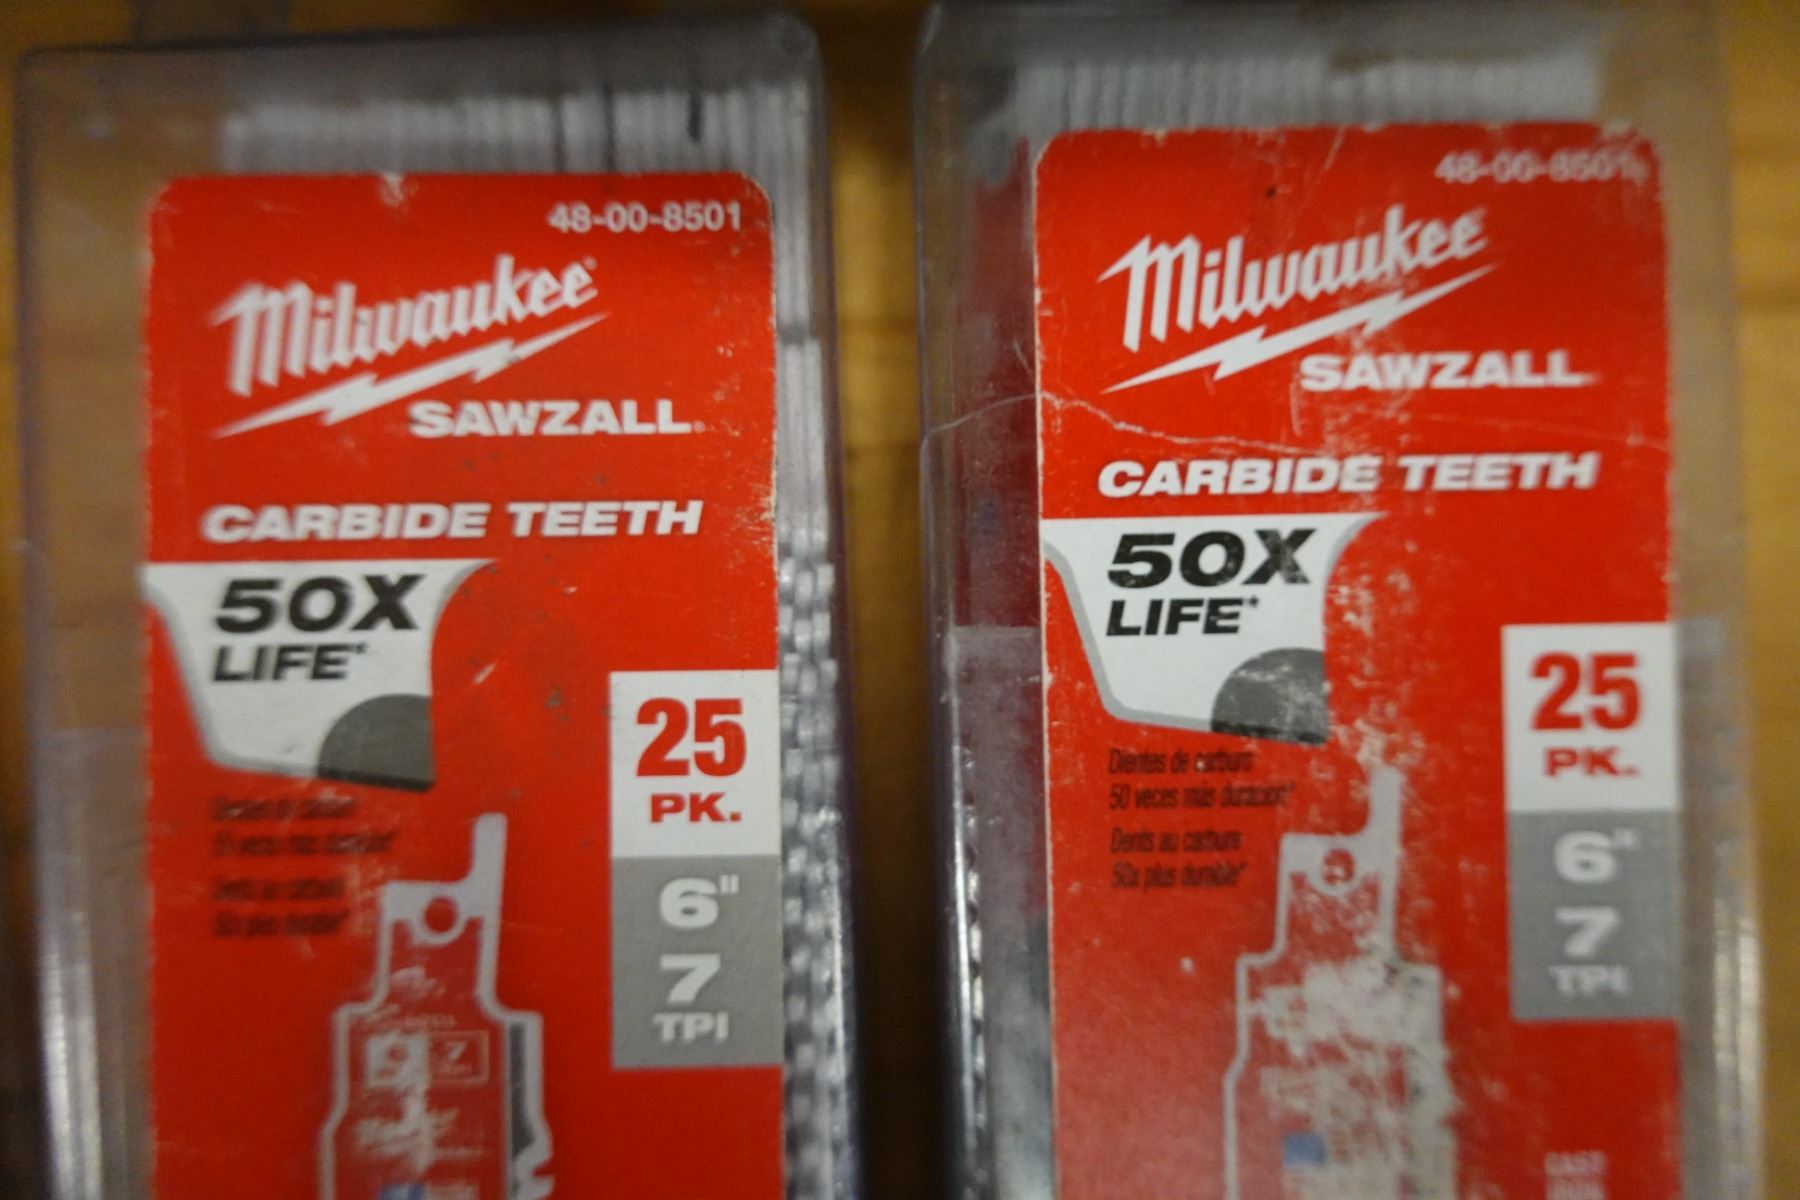 48-00-8501
Milwaukee
SAWZALL
CARBIDE TEETH
50X
LIFE*
25
PK.
6"
7
TPI
48-00-8501
Milwaukee
SAWZALL
CARBIDE TEETH
50X
LIFE*
Dientes de carburo
50 veces más duración*
Dents au carbure
50x plus durable*
25
PK.
6"
7
TPI
CAST